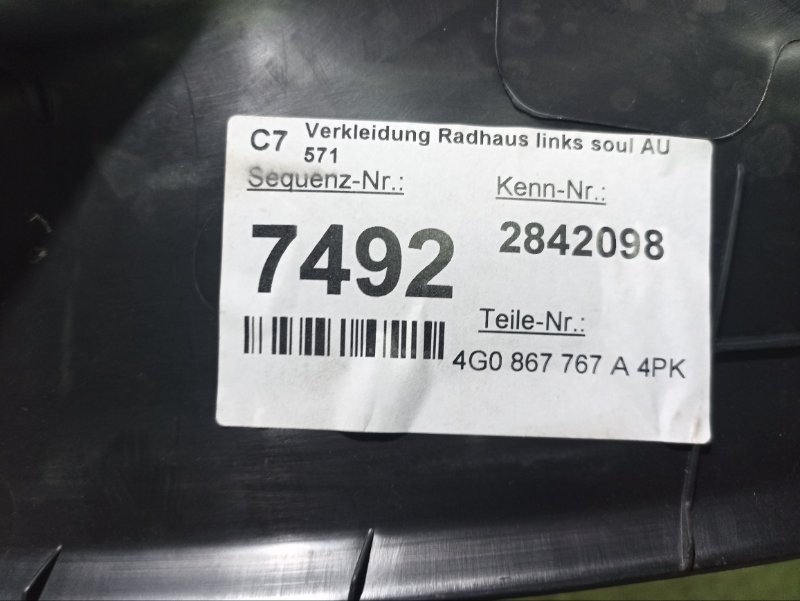 C7 Verkleidung Radhaus links soul AU
571
Sequenz-Nr.: Kenn-Nr.:
7492 2842098
Teile-Nr.:
4G0 867 767 A 4PK